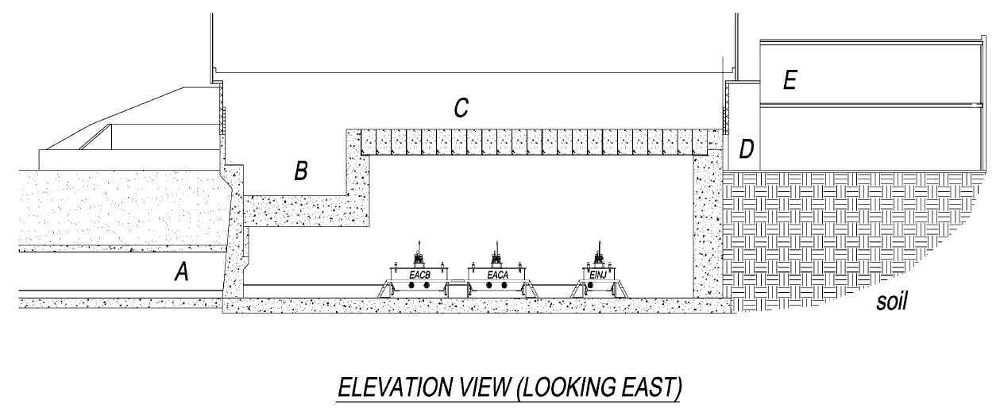 E
C
D
B
A
EACB EACA EINJ
soil
ELEVATION VIEW (LOOKING EAST)